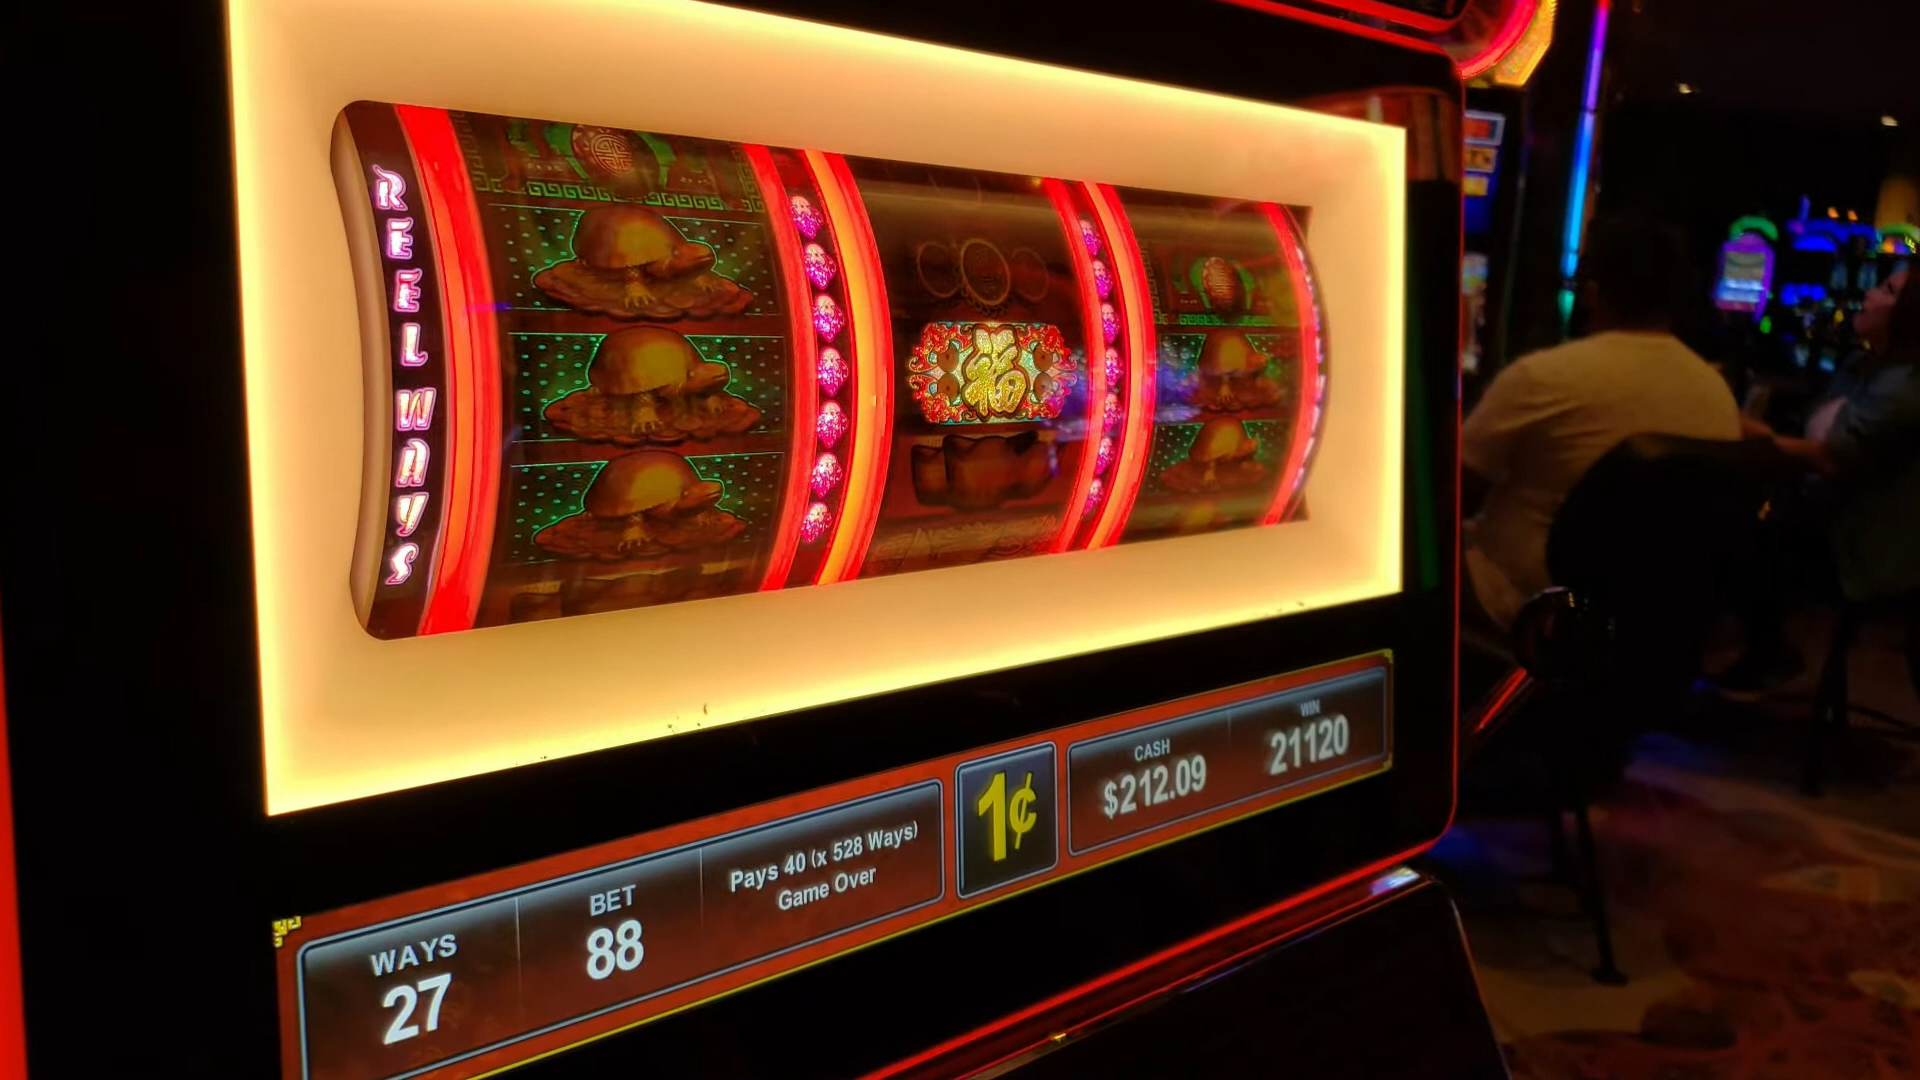 REEL WAYS
福
WAYS
27
BET
88
Pays 40 (x 528 Ways)
Game Over
1¢
CASH
$212.09
WIN
21120